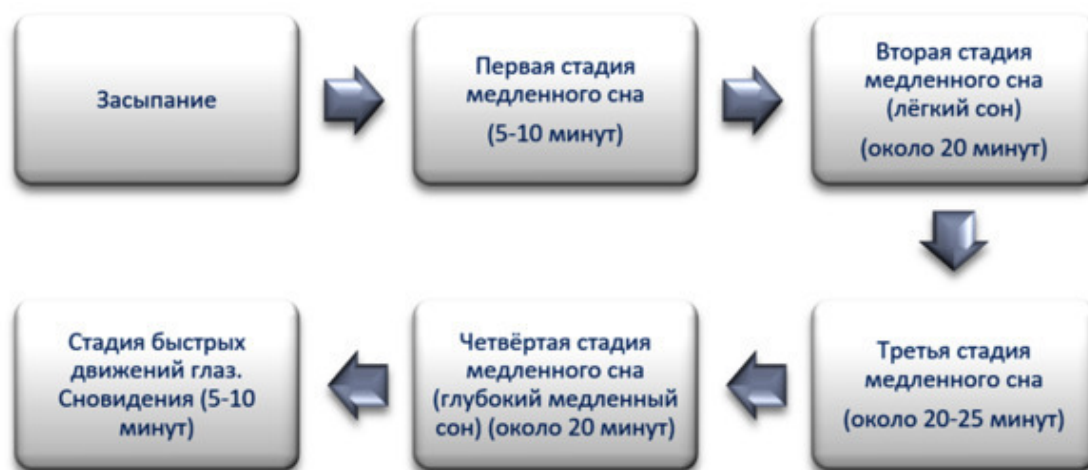 Засыпание
Первая стадия
медленного сна
(5-10 минут)
Вторая стадия
медленного сна
(лёгкий сон)
(около 20 минут)
Третья стадия
медленного сна
(около 20-25 минут)
Четвёртая стадия
медленного сна
(глубокий медленный
сон) (около 20 минут)
Стадия быстрых
движений глаз.
Сновидения (5-10
минут)